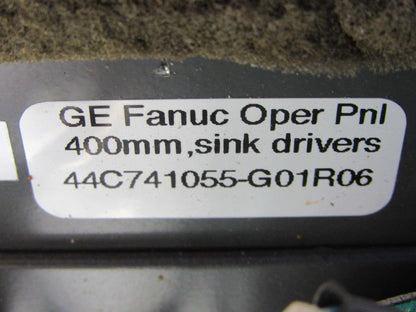 GE Fanuc Oper Pnl
400mm,sink drivers
44C741055-G01R06